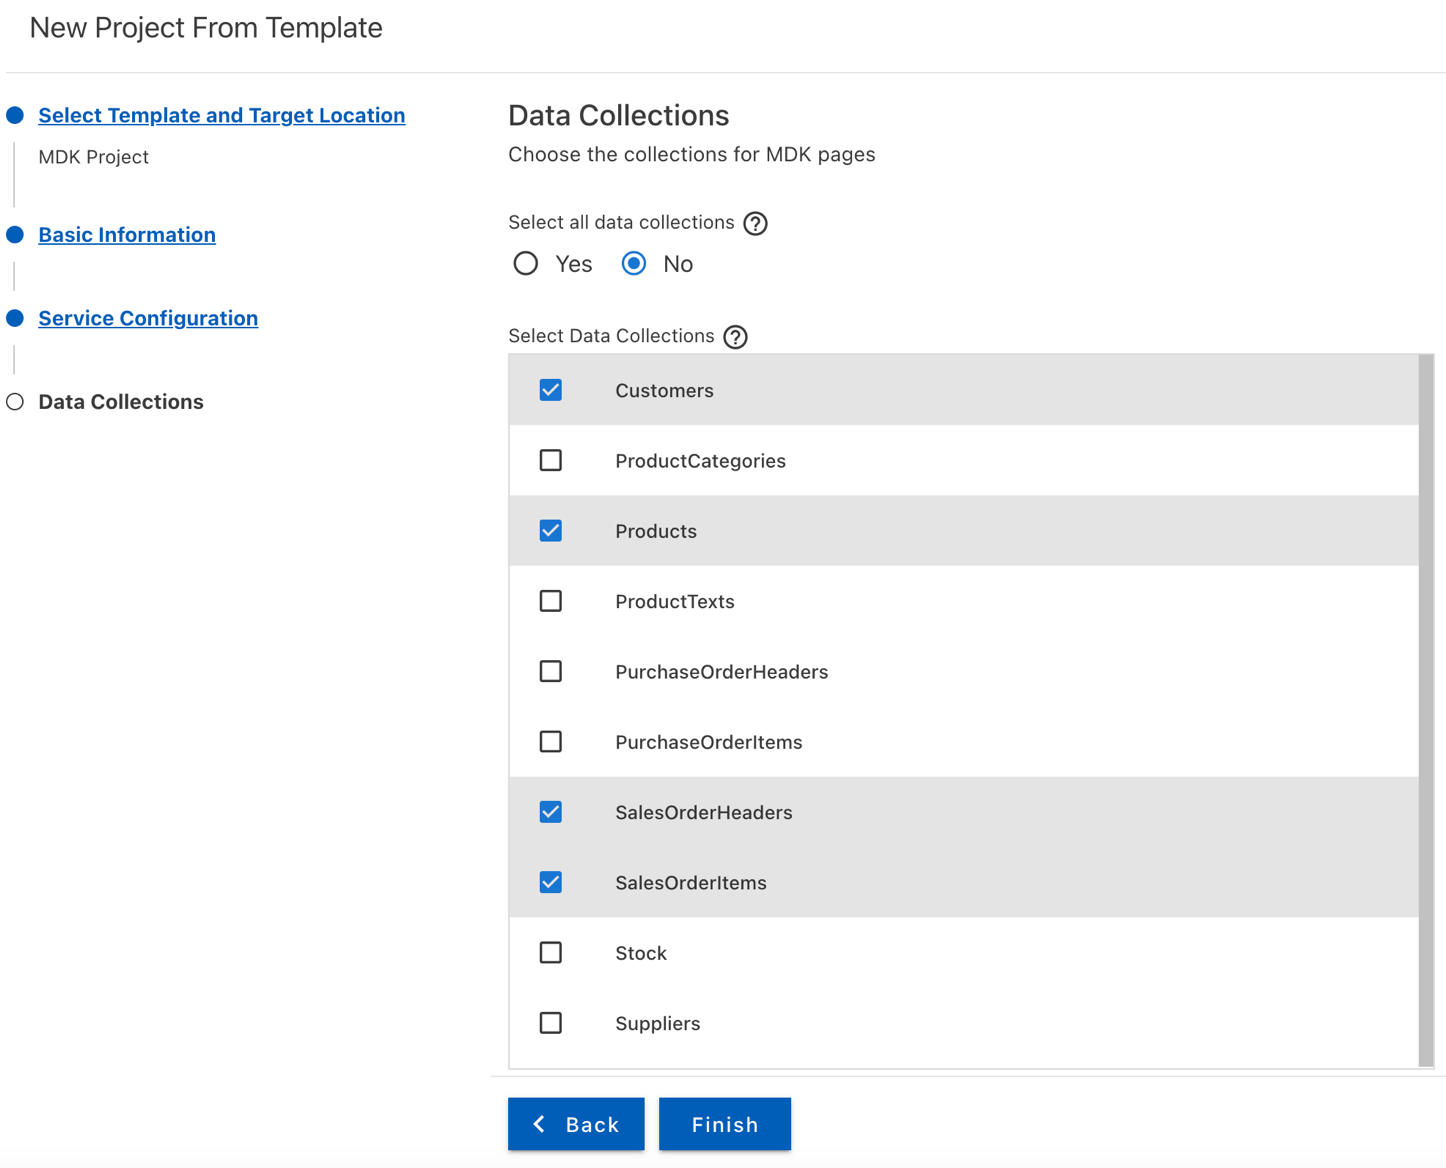 New Project From Template
Select Template and Target Location
MDK Project
Basic Information
Service Configuration
Data Collections
Data Collections
Choose the collections for MDK pages
Select all data collections ?
Yes No
Select Data Collections ?
Customers
ProductCategories
Products
ProductTexts
PurchaseOrderHeaders
PurchaseOrderItems
SalesOrderHeaders
SalesOrderItems
Stock
Suppliers
Back Finish